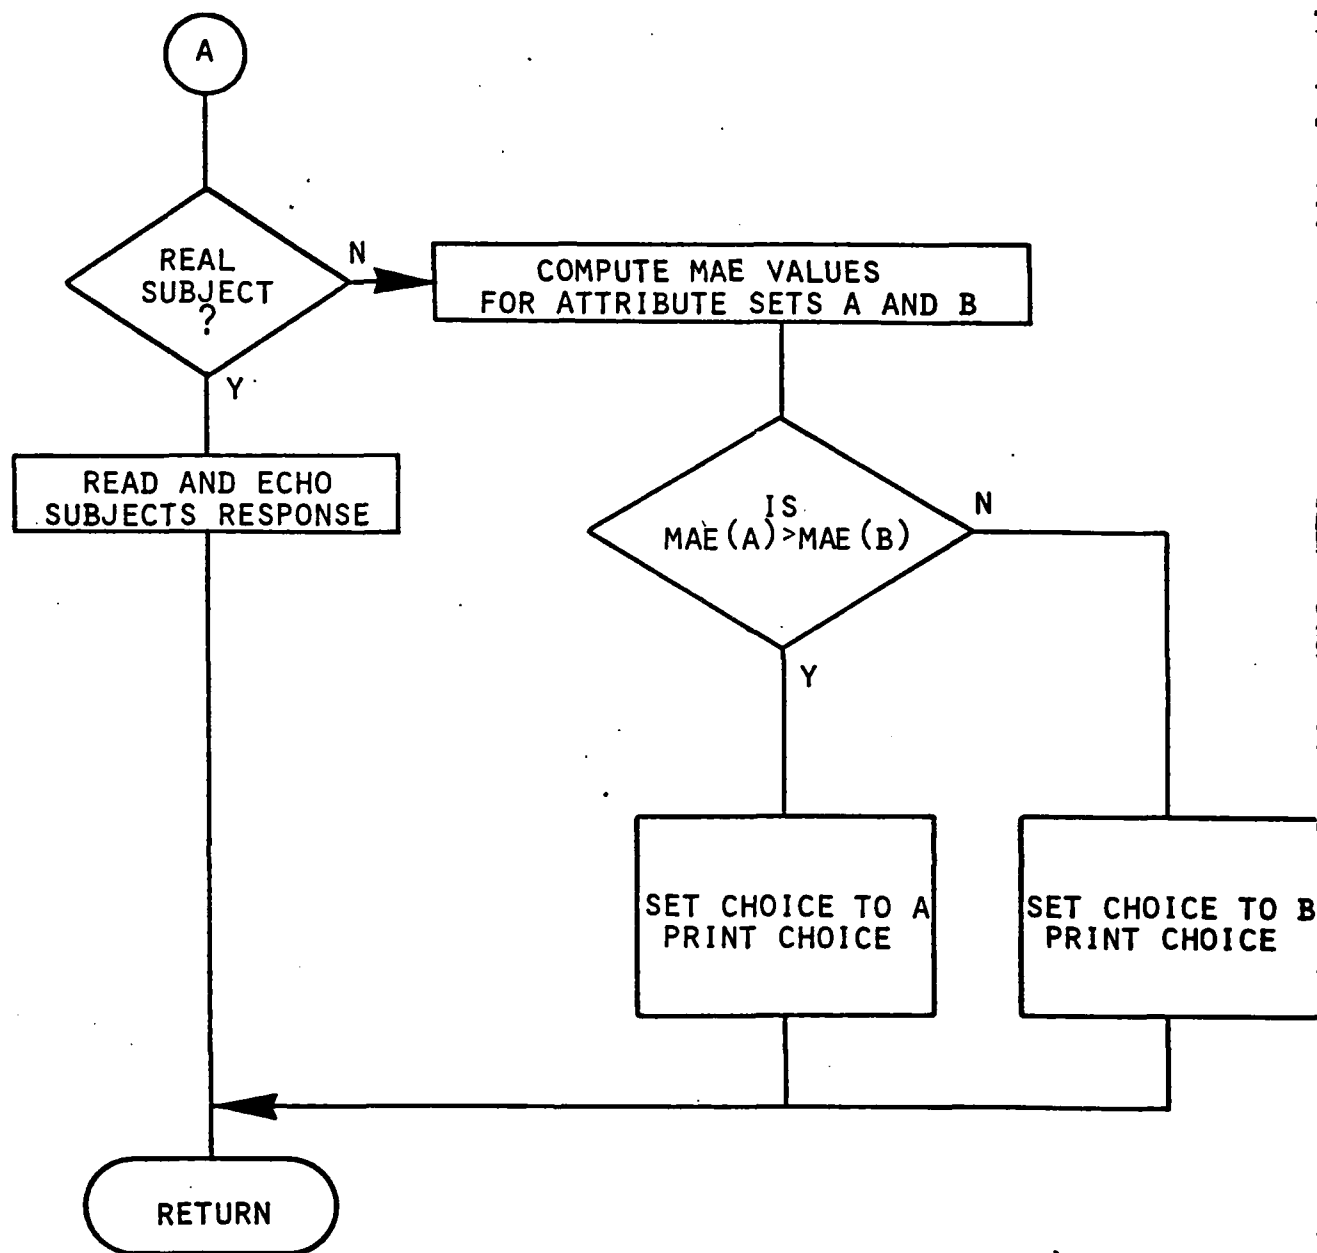 A
REAL
SUBJECT
?
N
COMPUTE MAE VALUES
FOR ATTRIBUTE SETS A AND B
Y
READ AND ECHO
SUBJECTS RESPONSE
IS
MAE(A)>MAE(B)
N
Y
SET CHOICE TO A
PRINT CHOICE
SET CHOICE TO B
PRINT CHOICE
RETURN